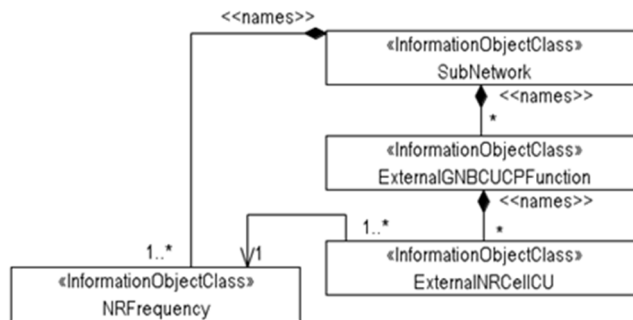 <<names>>
«InformationObjectClass»
SubNetwork
<<names>>
*
«InformationObjectClass»
ExternalGNBCUCPFunction
<<names>>
1..*
*
1..*
1
«InformationObjectClass»
ExternalNRCellCU
«InformationObjectClass»
NRFrequency